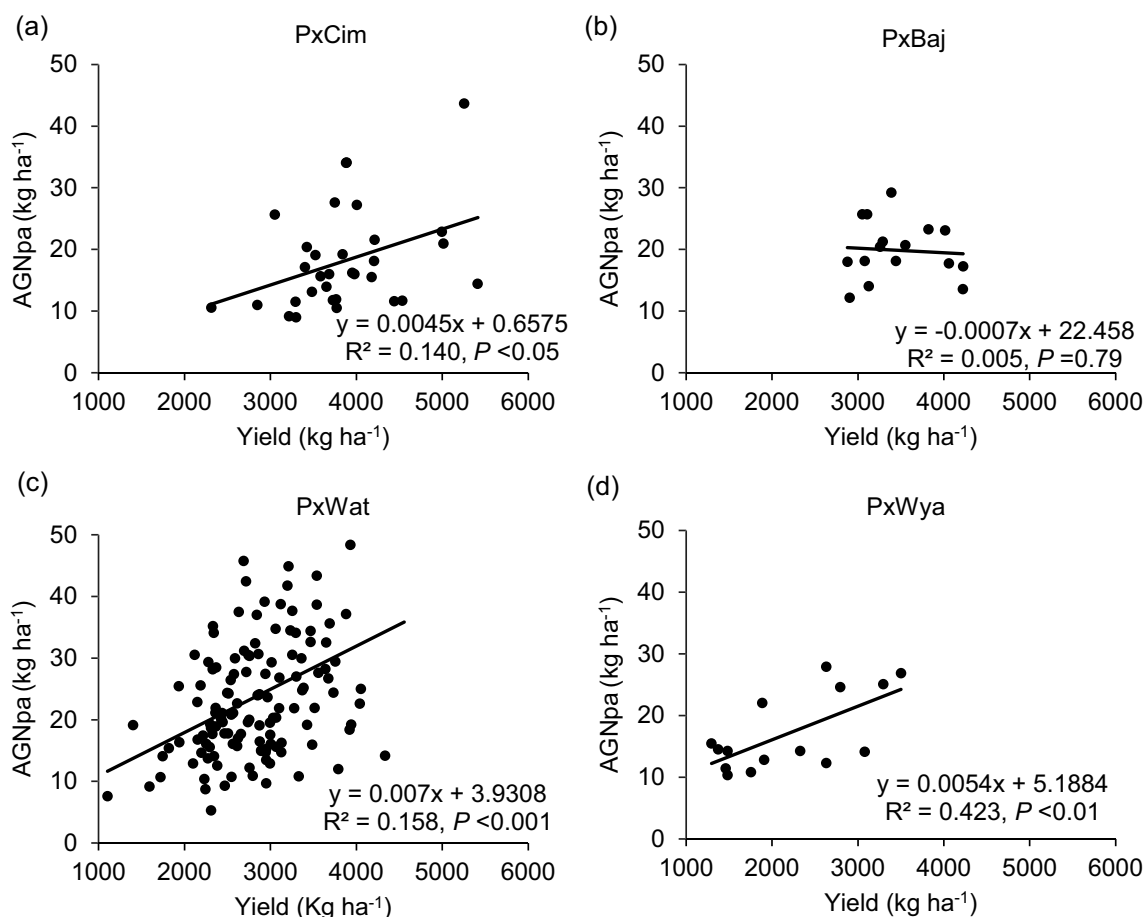 (a)
PxCim
50
40
30
20
10
0
AGNpa (kg ha⁻¹)
y = 0.0045x + 0.6575
R² = 0.140, P <0.05
1000 2000 3000 4000 5000 6000
Yield (kg ha⁻¹)
(b)
PxBaj
50
40
30
20
10
0
AGNpa (kg ha⁻¹)
y = -0.0007x + 22.458
R² = 0.005, P =0.79
1000 2000 3000 4000 5000 6000
Yield (kg ha⁻¹)
(c)
PxWat
50
40
30
20
10
0
AGNpa (kg ha⁻¹)
y = 0.007x + 3.9308
R² = 0.158, P <0.001
1000 2000 3000 4000 5000 6000
Yield (Kg ha⁻¹)
(d)
PxWya
50
40
30
20
10
0
AGNpa (kg ha⁻¹)
y = 0.0054x + 5.1884
R² = 0.423, P <0.01
1000 2000 3000 4000 5000 6000
Yield (kg ha⁻¹)